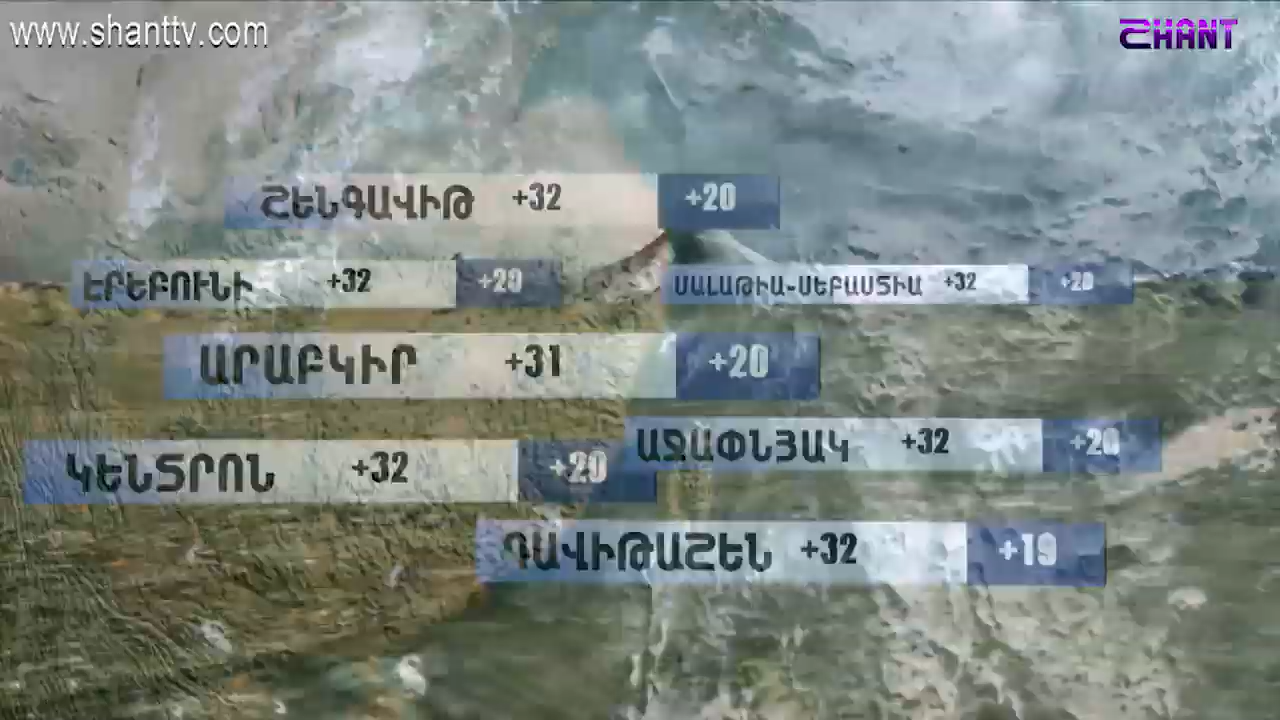 www.shanttv.com
SHANT
ՇԵՆԳԱՎԻԹ +32 +20
ԷՐԵԲՈՒՆԻ +32 +20
ՄԱԼԱԹԻԱ-ՍԵԲԱՍՏԻԱ +32 +20
ԱՐԱԲԿԻՐ +31 +20
ԱՋԱՓՆՅԱԿ +32 +20
ԿԵՆՏՐՈՆ +32 +20
ԴԱՎԻԹԱՇԵՆ +32 +19